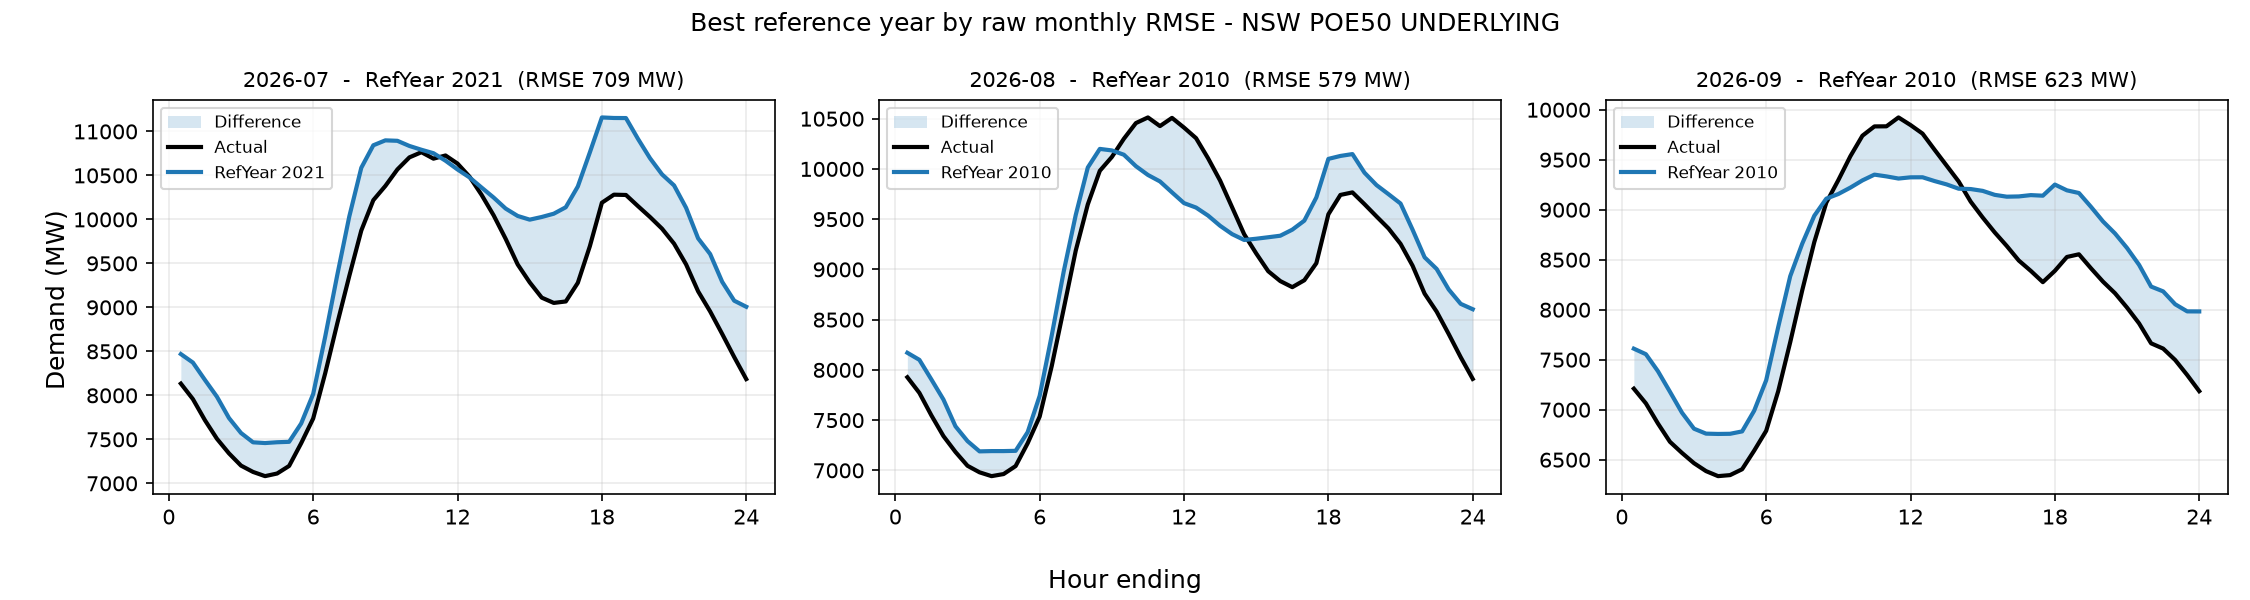 Best reference year by raw monthly RMSE - NSW POE50 UNDERLYING
2026-07 - RefYear 2021 (RMSE 709 MW)
Difference
Actual
RefYear 2021
Demand (MW)
11000
10500
10000
9500
9000
8500
8000
7500
7000
0 6 12 18 24
2026-08 - RefYear 2010 (RMSE 579 MW)
Difference
Actual
RefYear 2010
10500
10000
9500
9000
8500
8000
7500
7000
0 6 12 18 24
2026-09 - RefYear 2010 (RMSE 623 MW)
Difference
Actual
RefYear 2010
10000
9500
9000
8500
8000
7500
7000
6500
0 6 12 18 24
Hour ending